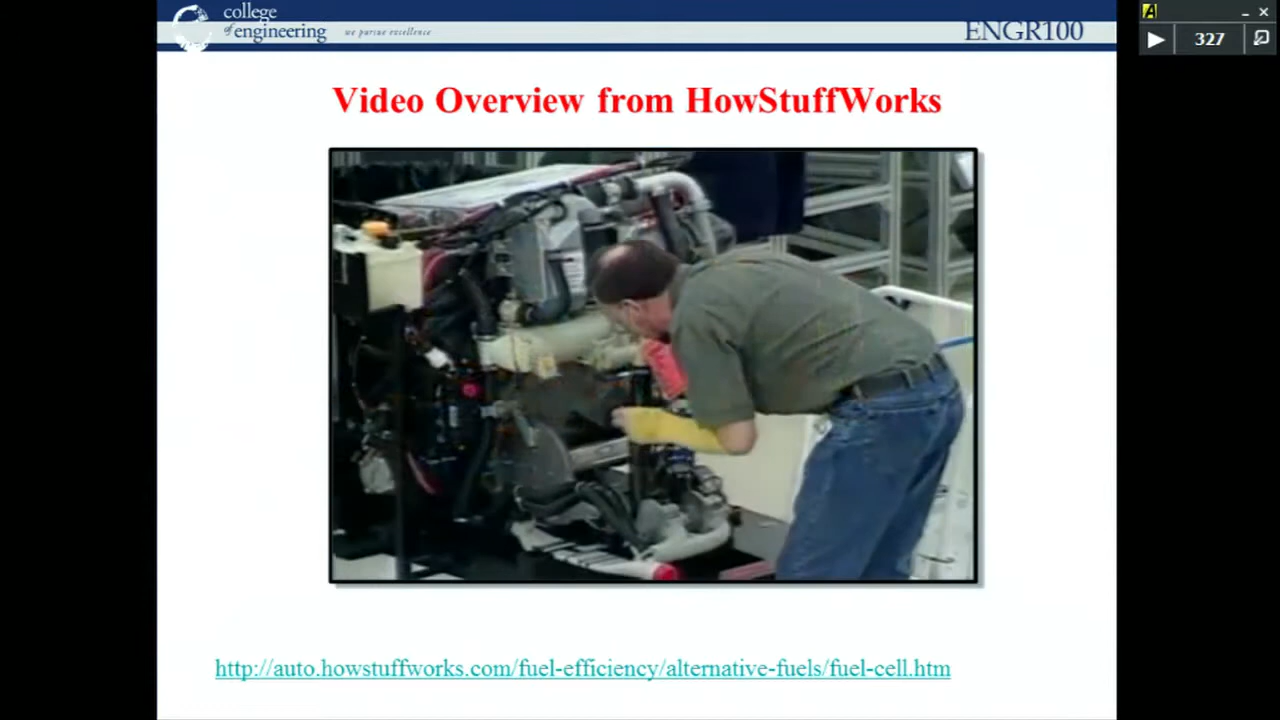 college
of engineering
we pursue excellence
ENGR100
327
Video Overview from HowStuffWorks
http://auto.howstuffworks.com/fuel-efficiency/alternative-fuels/fuel-cell.htm